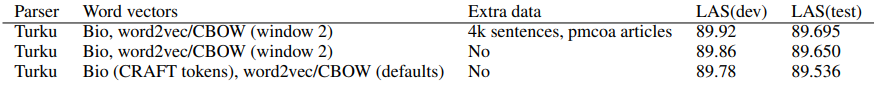 Parser Word vectors Extra data LAS(dev) LAS(test)
Turku Bio, word2vec/CBOW (window 2) 4k sentences, pmcoa articles 89.92 89.695
Turku Bio, word2vec/CBOW (window 2) No 89.86 89.650
Turku Bio (CRAFT tokens), word2vec/CBOW (defaults) No 89.78 89.536